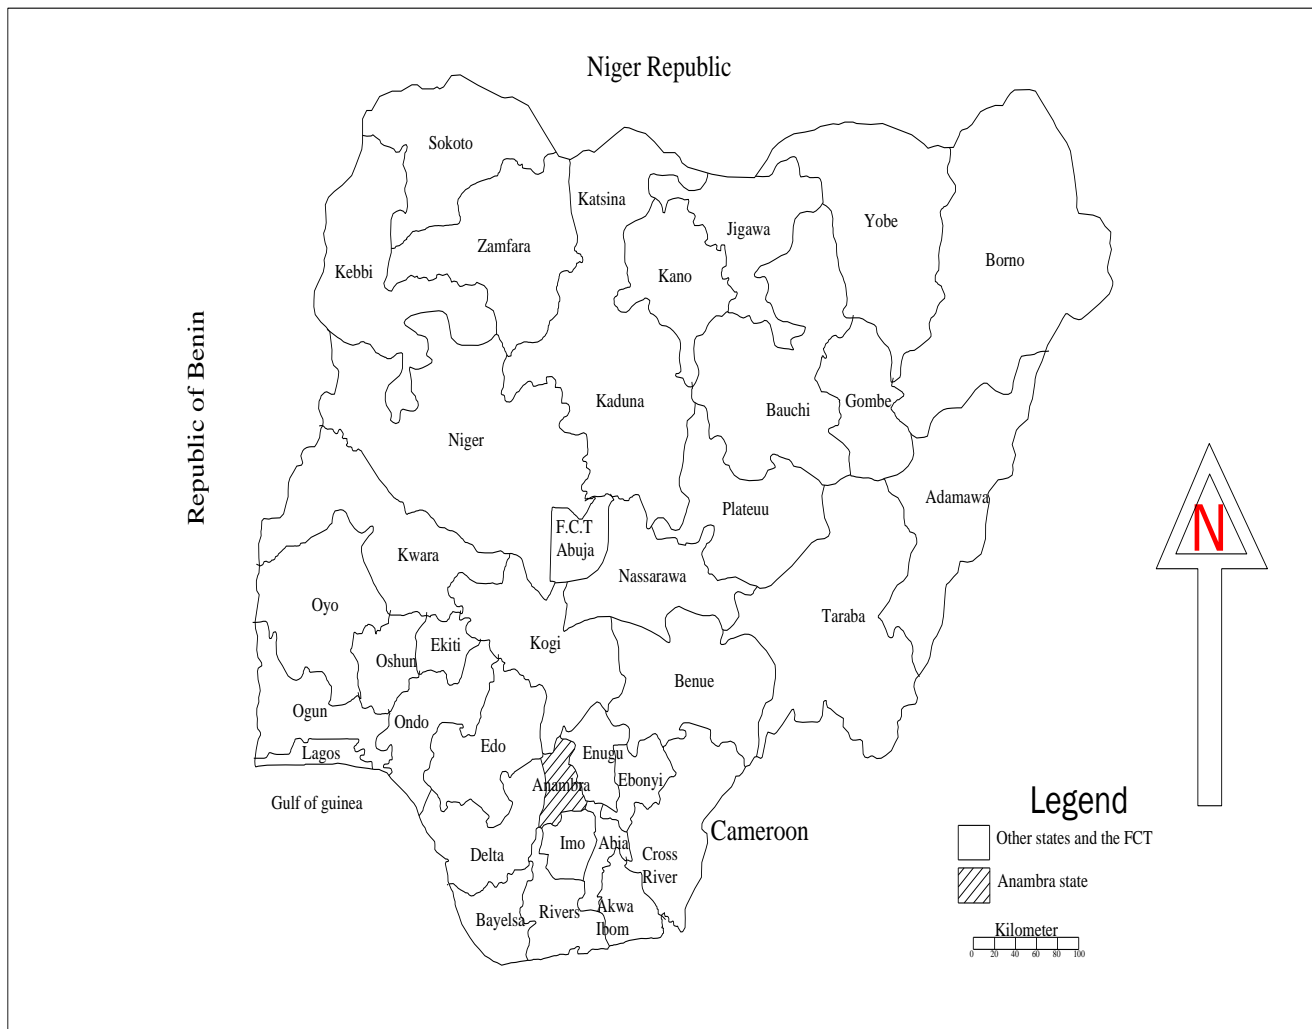 Niger Republic
Sokoto
Katsina
Zamfara
Jigawa
Yobe
Borno
Kebbi
Kano
Republic of Benin
Kaduna
Bauchi
Gombe
Niger
Adamawa
Plateuu
N
F.C.T
Abuja
Kwara
Nassarawa
Oyo
Taraba
Kogi
Ekiti
Oshun
Benue
Ogun
Ondo
Edo
Enugu
Lagos
Ebonyi
Anambra
Gulf of guinea
Legend
Cameroon
Other states and the FCT
Imo
Abia
Delta
Cross
River
Anambra state
Bayelsa
Rivers
Akwa
Ibom
Kilometer
0 20 40 60 80 100